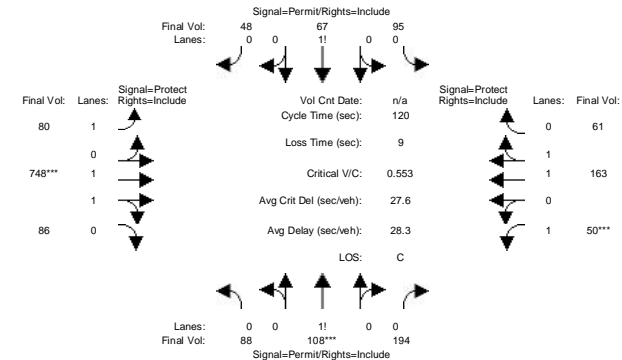 Signal=Permit/Rights=Include
Final Vol: 48 67 95
Lanes: 0 0 1! 0 0
Signal=Protect
Final Vol: Lanes: Rights=Include
Vol Cnt Date: n/a
Signal=Protect
Rights=Include Lanes: Final Vol:
Cycle Time (sec): 120
80 1
0 61
Loss Time (sec): 9
0
1
748*** 1
Critical V/C: 0.553
1 163
1
Avg Crit Del (sec/veh): 27.6
0
86 0
Avg Delay (sec/veh): 28.3
1 50***
LOS: C
Lanes: 0 0 1! 0 0
Final Vol: 88 108*** 194
Signal=Permit/Rights=Include